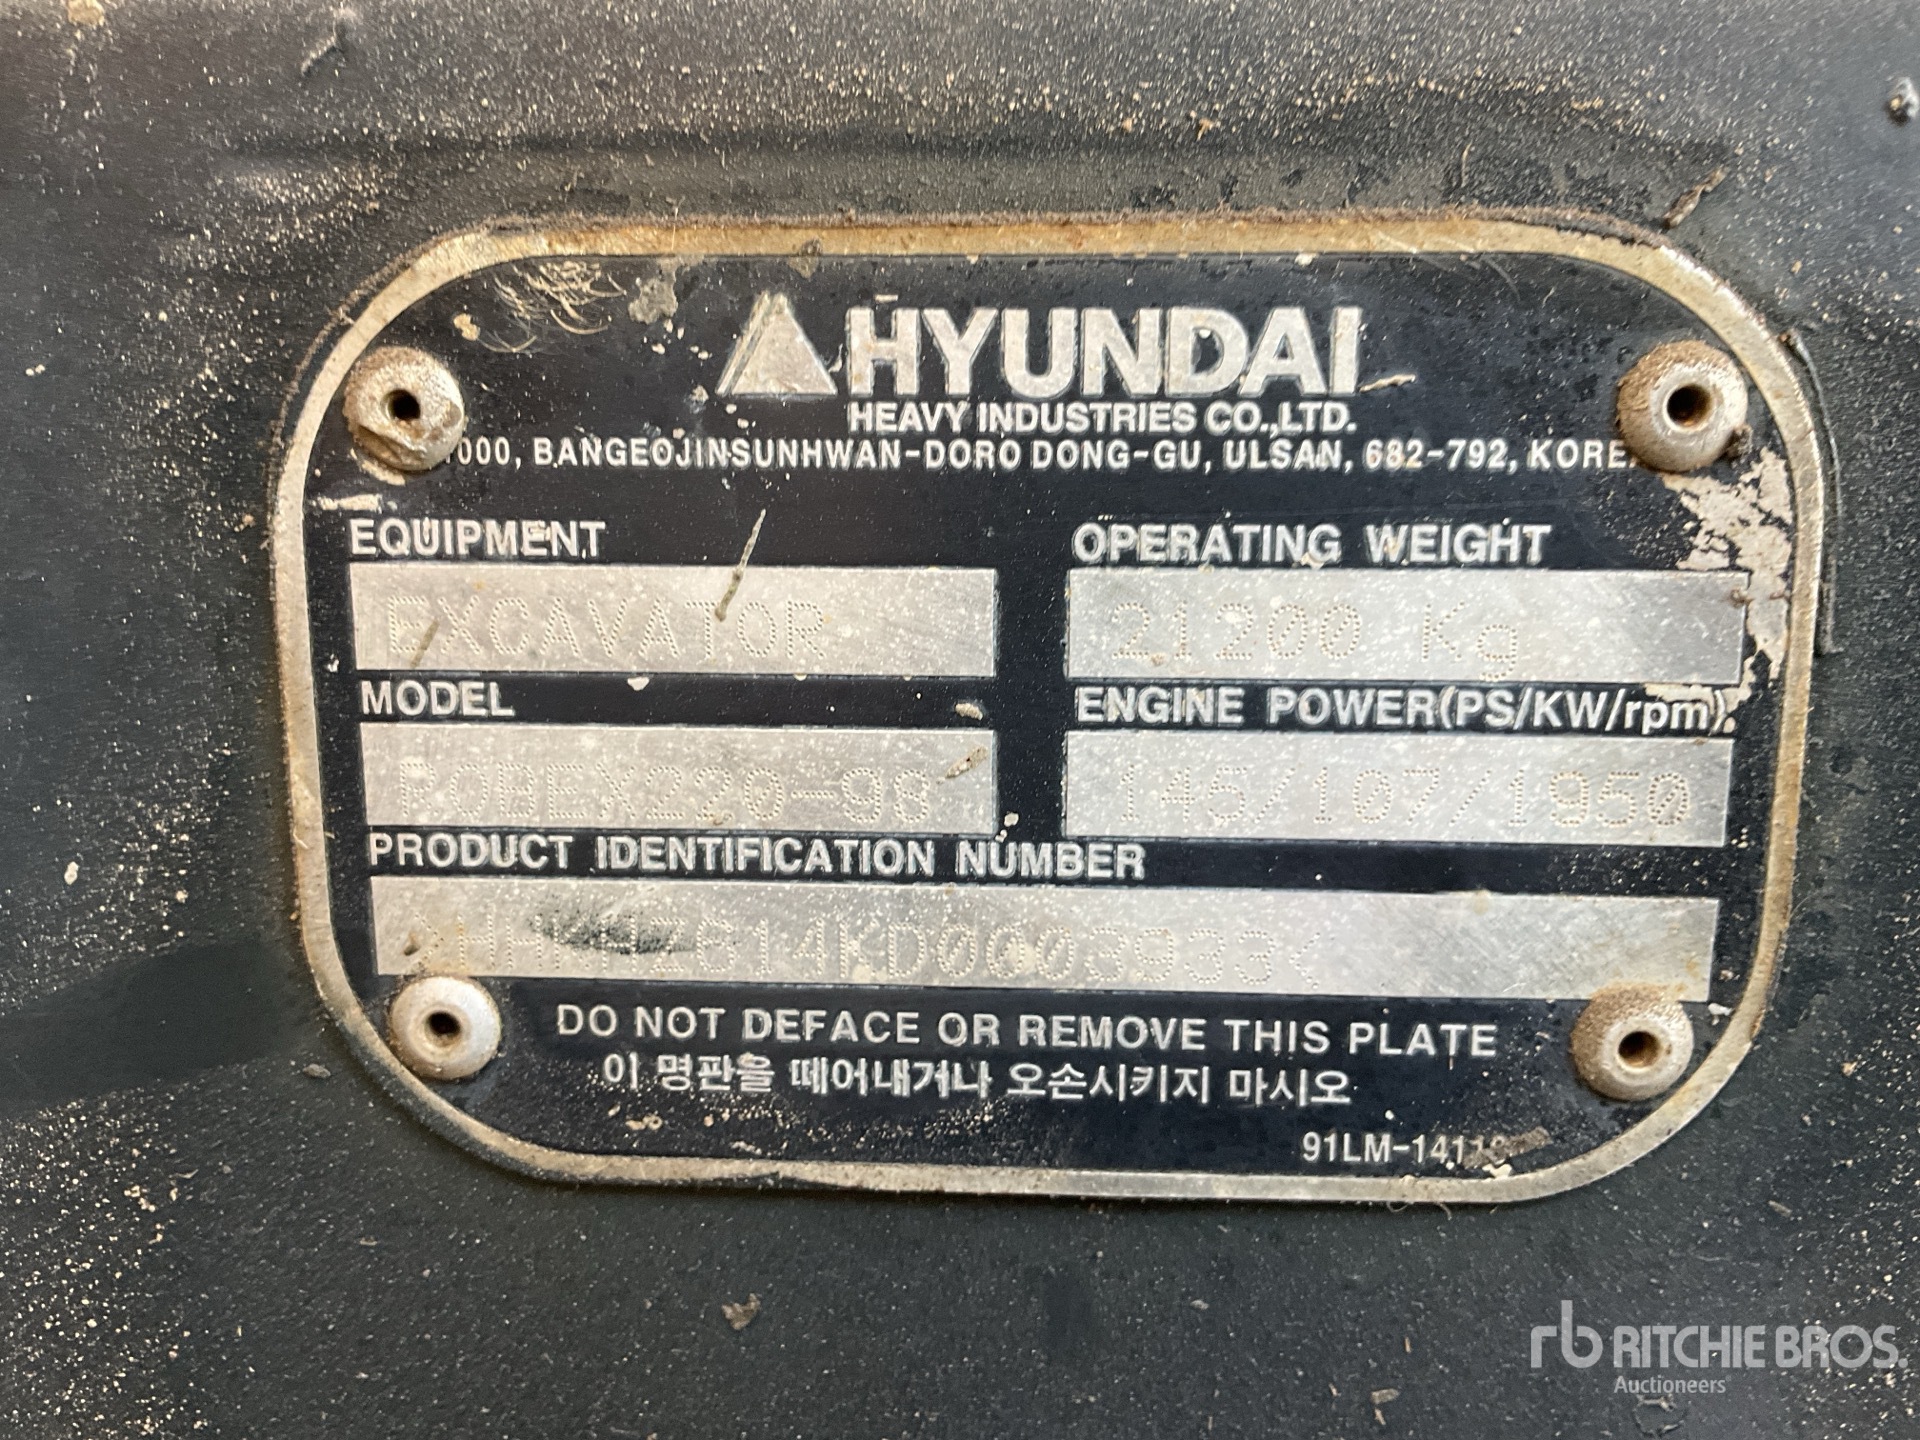 HYUNDAI
HEAVY INDUSTRIES CO.,LTD.
BANGEOJINSUNHWAN-DORO DONG-GU, ULSAN, 682-792,
EQUIPMENT
OPERATING WEIGHT
EXCAVATOR
21200 Kg
MODEL
ENGINE POWER(PS/KW/rpm)
ROBEX220-9S
145/107/1950
PRODUCT IDENTIFICATION NUMBER
DO NOT DEFACE OR REMOVE THIS PLATE
이 명판을 떼어내거나 오손시키지 마시오
rb RITCHIE BROS.
Auctioneers